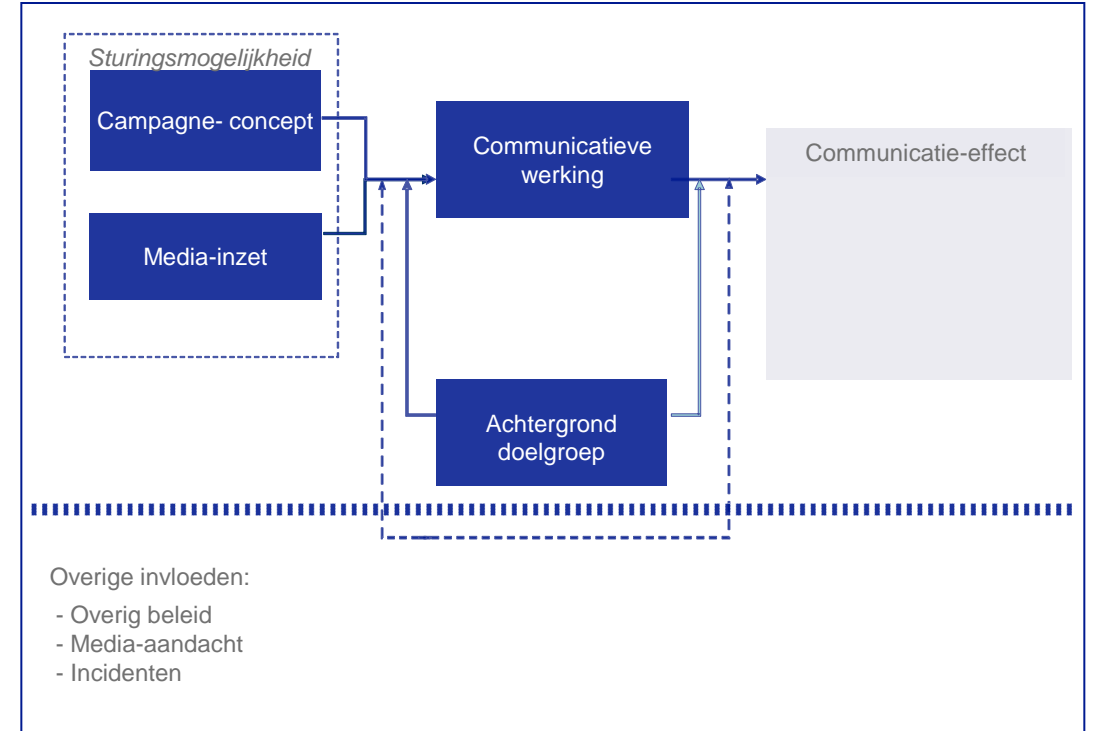 Sturingsmogelijkheid
Campagne- concept
Media-inzet
Communicatieve
werking
Communicatie-effect
Achtergrond
doelgroep
Overige invloeden:
- Overig beleid
- Media-aandacht
- Incidenten